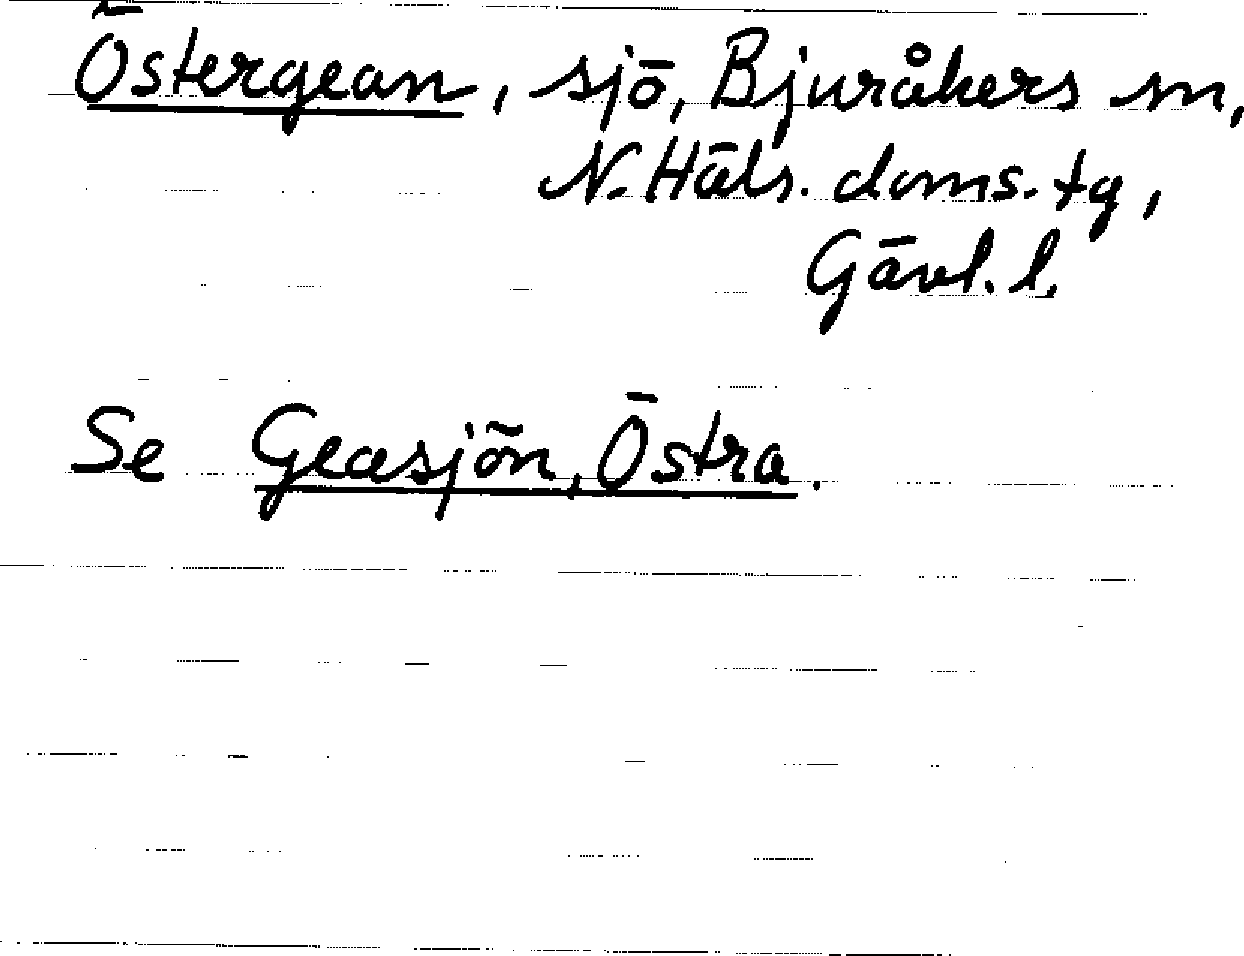 Östergean, sjö, Bjuråkers sn,
N. Häls. doms. tg,
Gävl. l.
Se Geasjön, Östra.